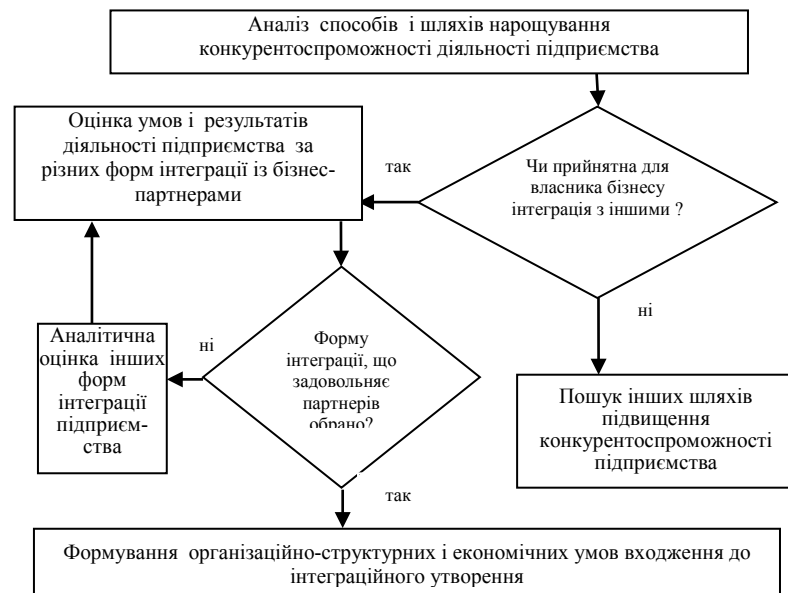 Аналіз способів і шляхів нарощування
конкурентоспроможності діяльності підприємства
Оцінка умов і результатів
діяльності підприємства за
різних форм інтеграції із бізнес-
партнерами
так
Чи прийнятна для
власника бізнесу
інтеграція з іншими ?
ні
Аналітична
оцінка інших
форм
інтеграції
підприєм-
ства
ні
Форму
інтеграції, що
задовольняє
партнерів
обрано?
Пошук інших шляхів
підвищення
конкурентоспроможності
підприємства
так
Формування організаційно-структурних і економічних умов входження до
інтеграційного утворення